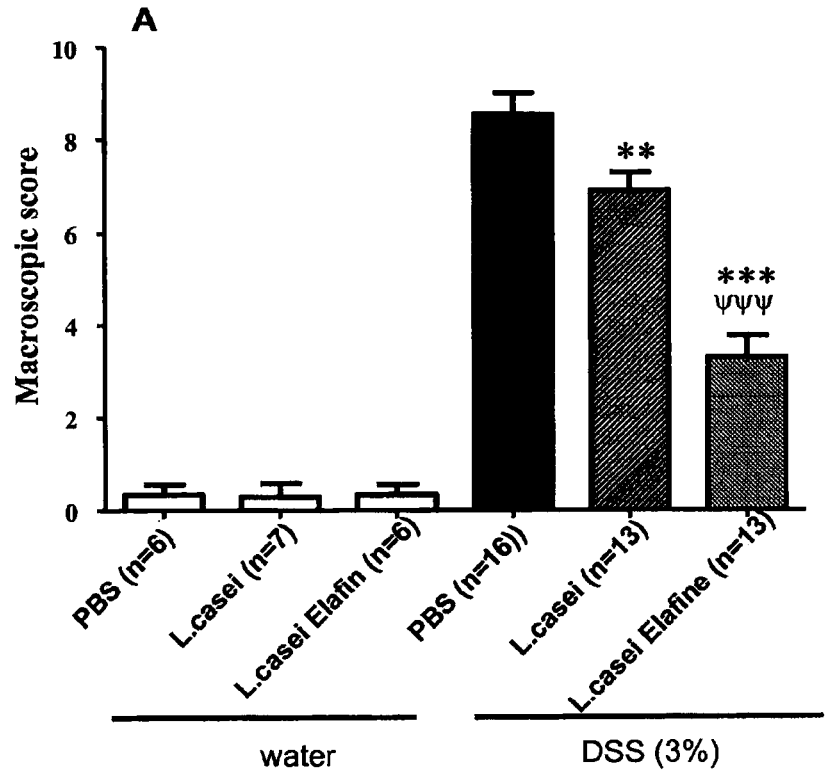 A
10
8
6
4
2
0
Macroscopic score
**
***
ψψψ
PBS (n=6)
L.casei (n=7)
L.casei Elafin (n=6)
PBS (n=16))
L.casei (n=13)
L.casei Elafine (n=13)
water
DSS (3%)